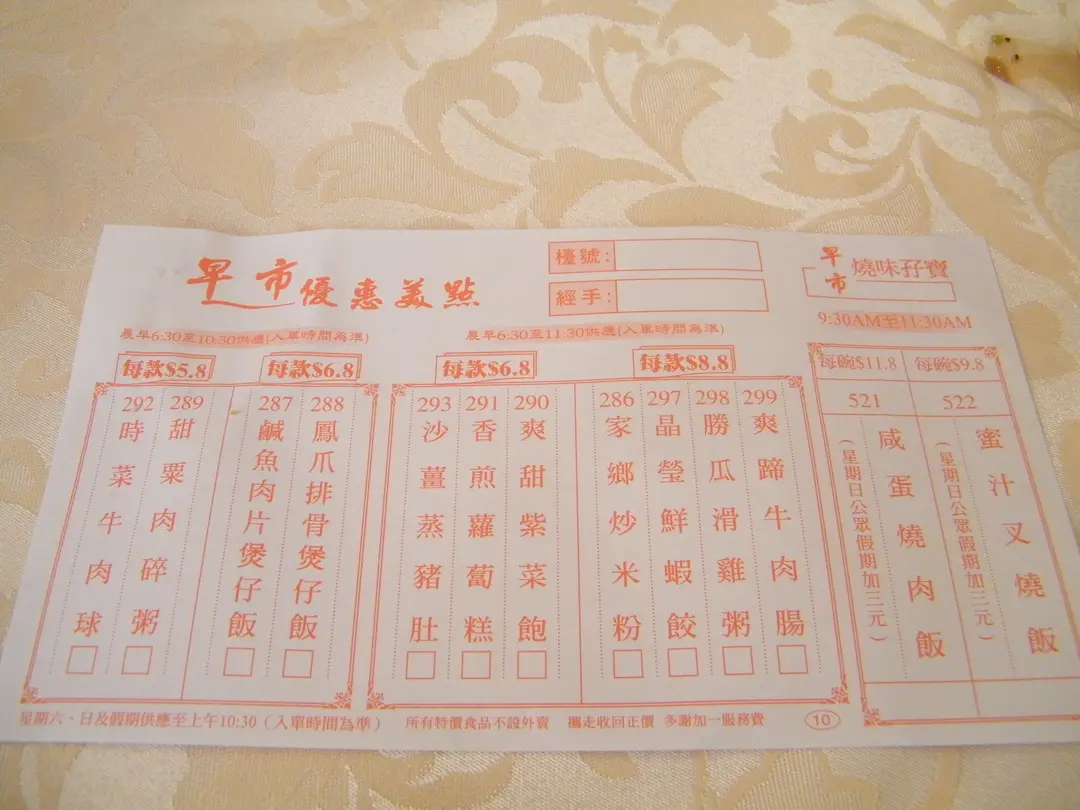 早市優惠美點
檯號:
經手:
晨早6:30至10:30供應(入單時間為準)
晨早6:30至11:30供應(入單時間為準)
每款$5.8
每款$6.8
每款$6.8
每款$8.8
292 時菜牛肉球
289 甜粟肉碎粥
287 鹹魚肉片煲仔飯
288 鳳爪排骨煲仔飯
293 沙薑蒸豬肚
291 香煎蘿蔔糕
290 爽甜紫菜飽
286 家鄉炒米粉
297 晶瑩鮮蝦餃
298 勝瓜滑雞粥
299 爽蹄牛肉腸
早市燒味孖寶
9:30AM至11:30AM
每碗$11.8
每碗$9.8
521
522
咸蛋燒肉飯
(星期日公眾假期加二元)
蜜汁叉燒飯
(星期日公眾假期加二元)
星期六、日及假期供應至上午10:30(入單時間為準)
所有特價食品不設外賣 攜走收回正價 多謝加一服務費
10